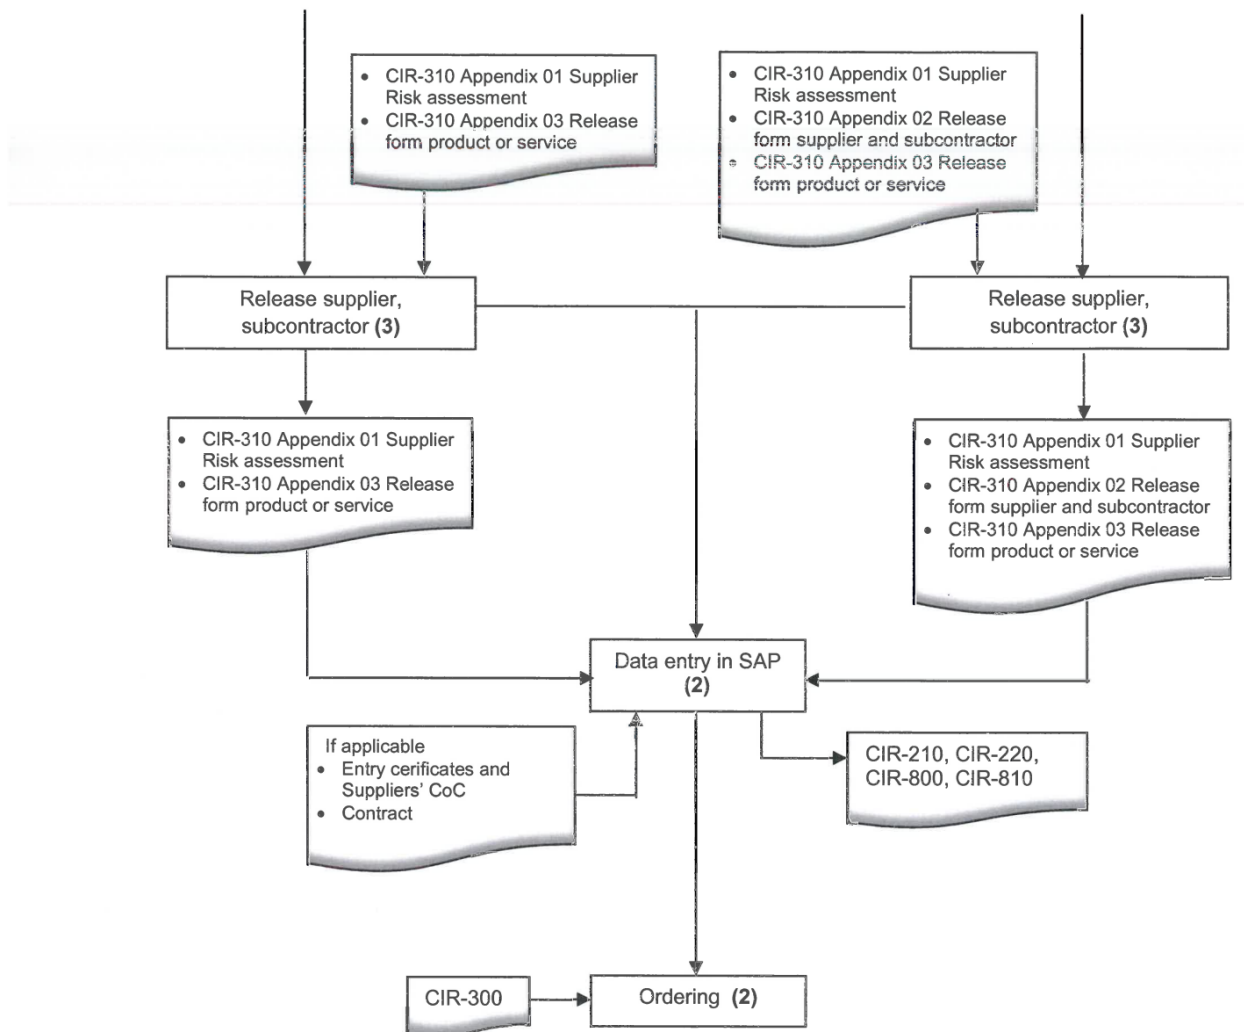 • CIR-310 Appendix 01 Supplier
Risk assessment
• CIR-310 Appendix 03 Release
form product or service
• CIR-310 Appendix 01 Supplier
Risk assessment
• CIR-310 Appendix 02 Release
form supplier and subcontractor
• CIR-310 Appendix 03 Release
form product or service
Release supplier,
subcontractor (3)
Release supplier,
subcontractor (3)
• CIR-310 Appendix 01 Supplier
Risk assessment
• CIR-310 Appendix 03 Release
form product or service
• CIR-310 Appendix 01 Supplier
Risk assessment
• CIR-310 Appendix 02 Release
form supplier and subcontractor
• CIR-310 Appendix 03 Release
form product or service
Data entry in SAP
(2)
If applicable
• Entry cerificates and
Suppliers' CoC
• Contract
CIR-210, CIR-220,
CIR-800, CIR-810
CIR-300
Ordering (2)